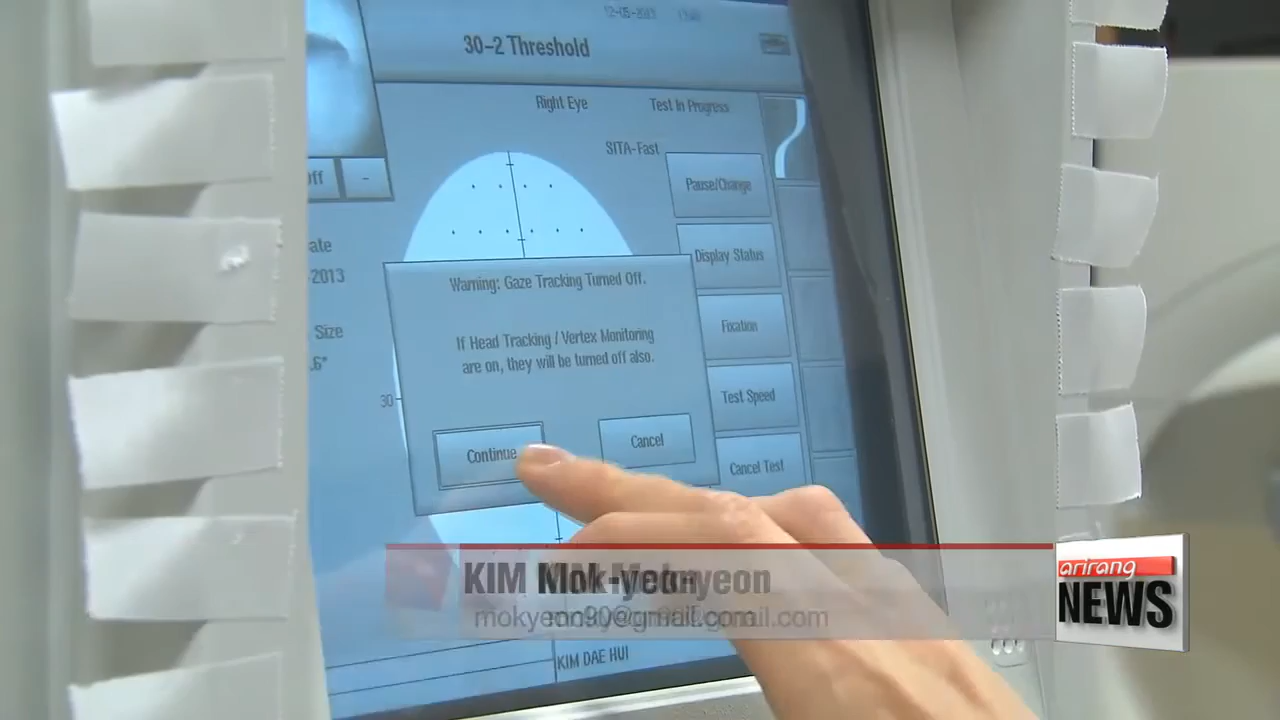 30-2 Threshold
Right Eye
Test In Progress
SITA-Fast
Pause/Change
Display Status
Fixation
Test Speed
Cancel Test
-
2013
Size
30
Warning: Gaze Tracking Turned Off.
If Head Tracking / Vertex Monitoring
are on, they will be turned off also.
Continue
Cancel
KIM
KIM DAE HUI
arirang
NEWS